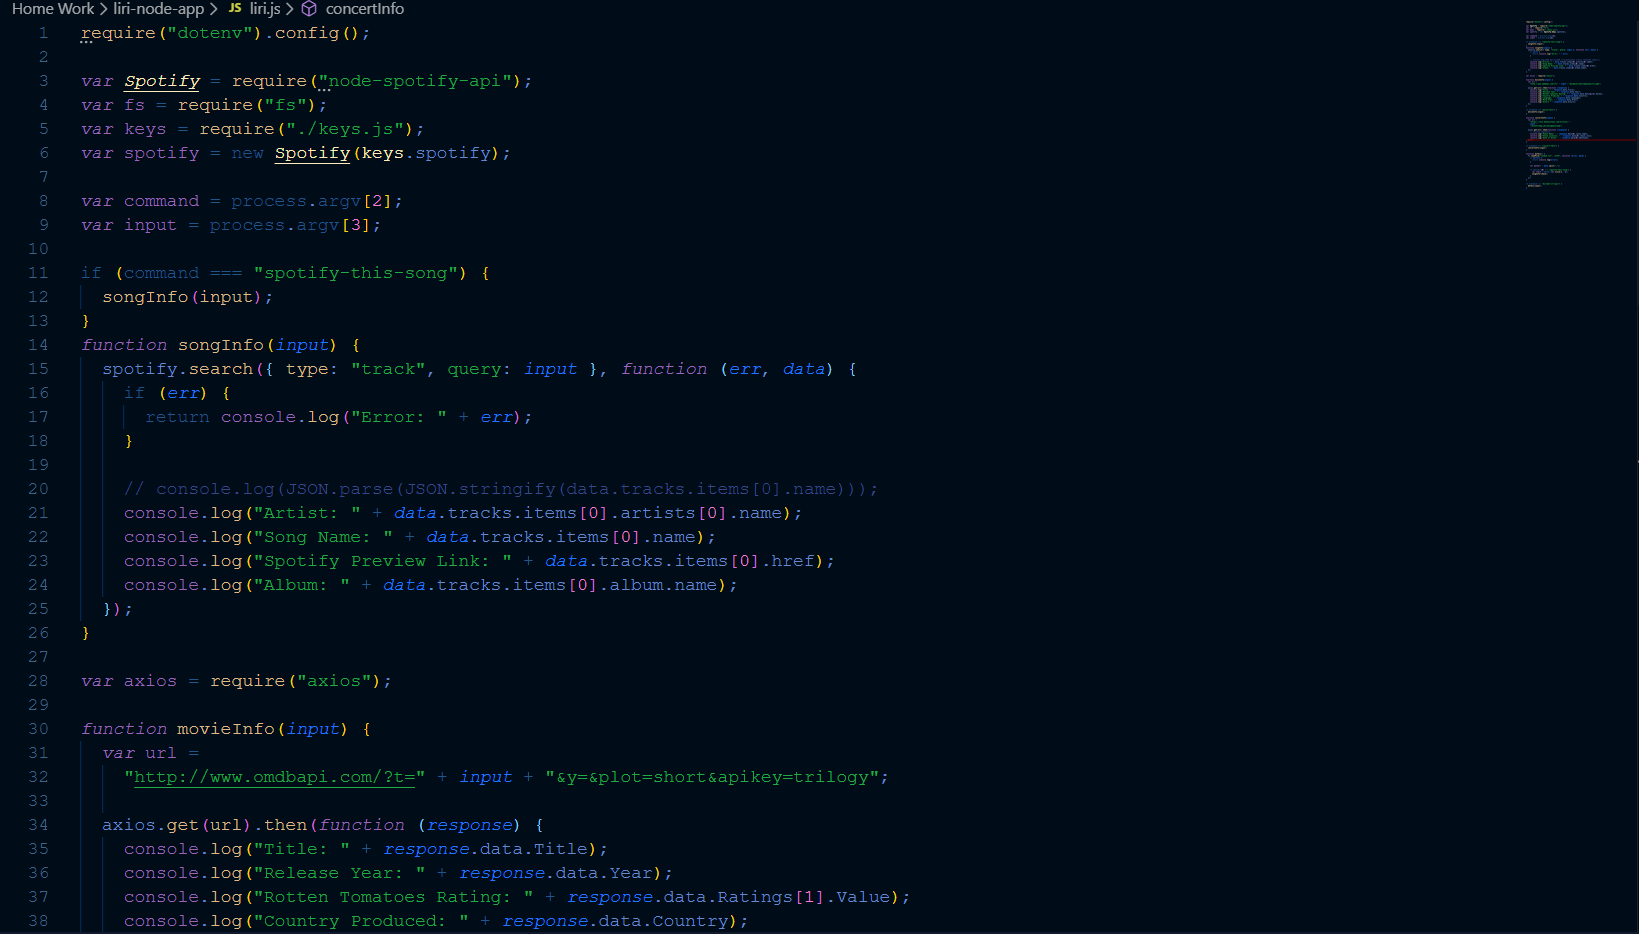 Home Work > liri-node-app > JS liri.js > concertInfo
1 require("dotenv").config();
2
3 var Spotify = require("node-spotify-api");
4 var fs = require("fs");
5 var keys = require("./keys.js");
6 var spotify = new Spotify(keys.spotify);
7
8 var command = process.argv[2];
9 var input = process.argv[3];
10
11 if (command === "spotify-this-song") {
12   songInfo(input);
13 }
14 function songInfo(input) {
15   spotify.search({ type: "track", query: input }, function (err, data) {
16     if (err) {
17       return console.log("Error: " + err);
18     }
19
20     // console.log(JSON.parse(JSON.stringify(data.tracks.items[0].name)));
21     console.log("Artist: " + data.tracks.items[0].artists[0].name);
22     console.log("Song Name: " + data.tracks.items[0].name);
23     console.log("Spotify Preview Link: " + data.tracks.items[0].href);
24     console.log("Album: " + data.tracks.items[0].album.name);
25   });
26 }
27
28 var axios = require("axios");
29
30 function movieInfo(input) {
31   var url =
32     "http://www.omdbapi.com/?t=" + input + "&y=&plot=short&apikey=trilogy";
33
34   axios.get(url).then(function (response) {
35     console.log("Title: " + response.data.Title);
36     console.log("Release Year: " + response.data.Year);
37     console.log("Rotten Tomatoes Rating: " + response.data.Ratings[1].Value);
38     console.log("Country Produced: " + response.data.Country);